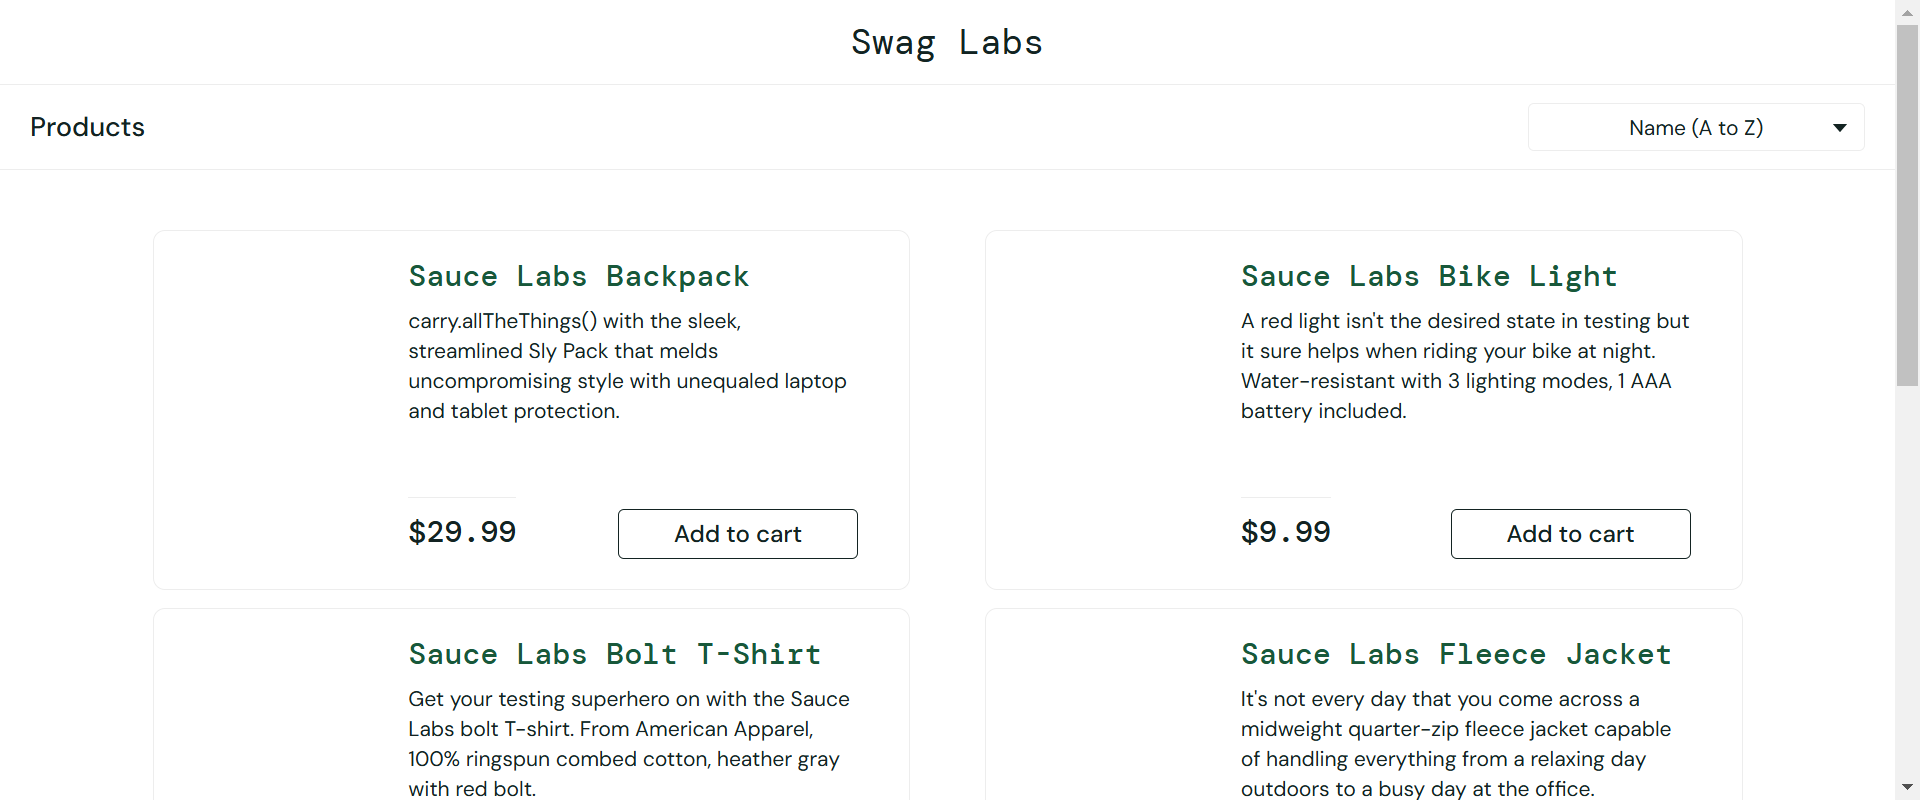 Swag Labs
Products
Name (A to Z)
Sauce Labs Backpack
carry.allTheThings() with the sleek,
streamlined Sly Pack that melds
uncompromising style with unequaled laptop
and tablet protection.
$29.99
Add to cart
Sauce Labs Bike Light
A red light isn't the desired state in testing but
it sure helps when riding your bike at night.
Water-resistant with 3 lighting modes, 1 AAA
battery included.
$9.99
Add to cart
Sauce Labs Bolt T-Shirt
Get your testing superhero on with the Sauce
Labs bolt T-shirt. From American Apparel,
100% ringspun combed cotton, heather gray
with red bolt.
Sauce Labs Fleece Jacket
It's not every day that you come across a
midweight quarter-zip fleece jacket capable
of handling everything from a relaxing day
outdoors to a busy day at the office.